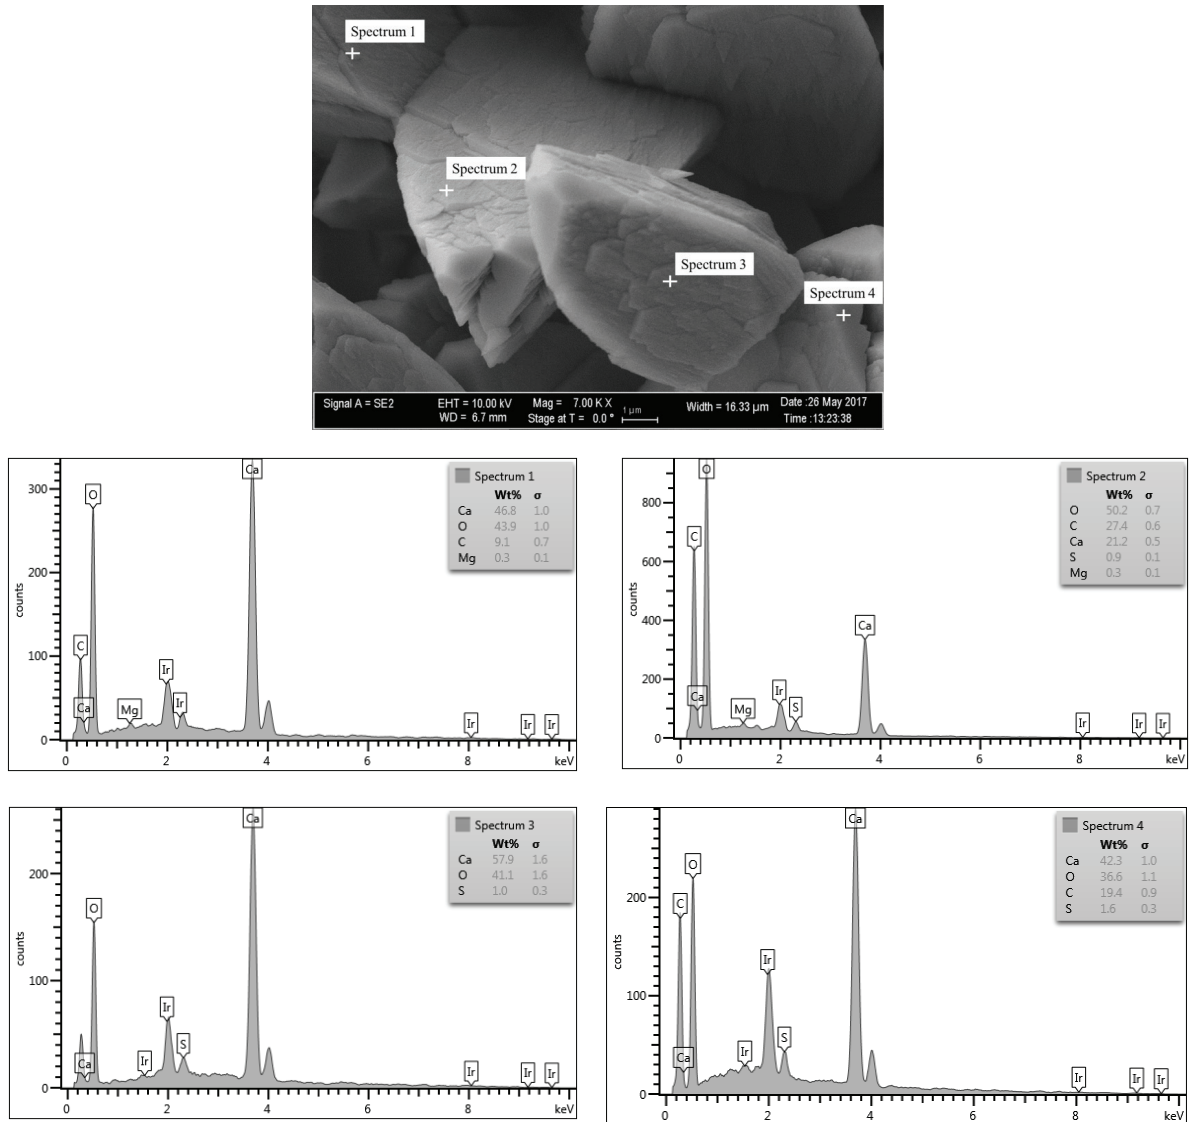 Spectrum 1
Spectrum 2
Spectrum 3
Spectrum 4
Signal A = SE2
EHT = 10.00 kV
Mag = 7.00 K X
1 µm
Width = 16.33 µm
Date :26 May 2017
WD = 6.7 mm
Stage at T = 0.0 °
Time :13:23:38
Spectrum 1
Wt% σ
Ca 46.8 1.0
O 43.9 1.0
C 9.1 0.7
Mg 0.3 0.1
counts
300
200
100
0
C
Ca
O
Mg
Ir
Ir
Ca
Ir
Ir
Ir
0 2 4 6 8 keV
Spectrum 2
Wt% σ
O 50.2 0.7
C 27.4 0.6
Ca 21.2 0.5
S 0.9 0.1
Mg 0.3 0.1
counts
800
600
400
200
0
C
Ca
O
Mg
Ir
S
Ca
Ir
Ir
Ir
0 2 4 6 8 keV
Spectrum 3
Wt% σ
Ca 57.9 1.6
O 41.1 1.6
S 1.0 0.3
counts
200
100
0
Ca
O
Ir
Ir
S
Ca
Ir
Ir
Ir
0 2 4 6 8 keV
Spectrum 4
Wt% σ
Ca 42.3 1.0
O 36.6 1.1
C 19.4 0.9
S 1.6 0.3
counts
200
100
0
C
Ca
O
Ir
Ir
S
Ca
Ir
Ir
Ir
0 2 4 6 8 keV